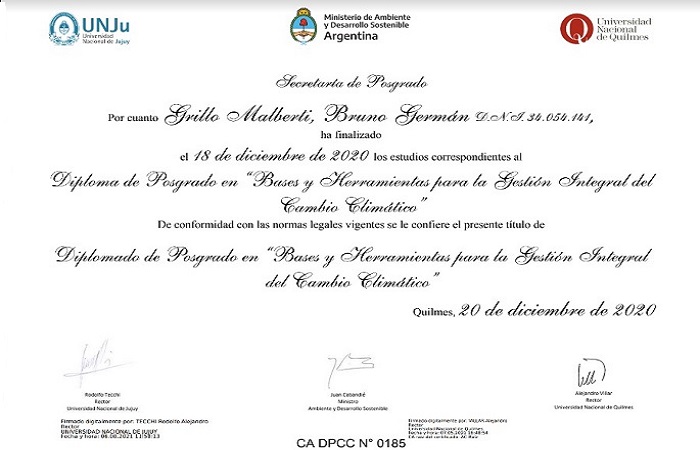 UNJu
Universidad
Nacional de Jujuy
Ministerio de Ambiente
y Desarrollo Sostenible
Argentina
Universidad
Nacional
de Quilmes
Secretaría de Posgrado
Por cuanto Grillo Malberti, Bruno Germán D.N.I. 34.054.141,
ha finalizado
el 18 de diciembre de 2020 los estudios correspondientes al
Diploma de Posgrado en “Bases y Herramientas para la Gestión Integral del
Cambio Climático”
De conformidad con las normas legales vigentes se le confiere el presente título de
Diplomado de Posgrado en “Bases y Herramientas para la Gestión Integral
del Cambio Climático”
Quilmes, 20 de diciembre de 2020
Rodolfo Tecchi
Rector
Universidad Nacional de Jujuy
Juan Cabandié
Ministro
Ambiente y Desarrollo Sostenible
Alejandro Villar
Rector
Universidad Nacional de Quilmes
Firmado digitalmente por: TECCHI Rodolfo Alejandro
Rector
UNIVERSIDAD NACIONAL DE JUJUY
Fecha y hora: 06.08.2021 11:50:13
Firmado digitalmente por: VILLAR Alejandro
Rector
Universidad Nacional de Quilmes
CA DPCC N° 0185